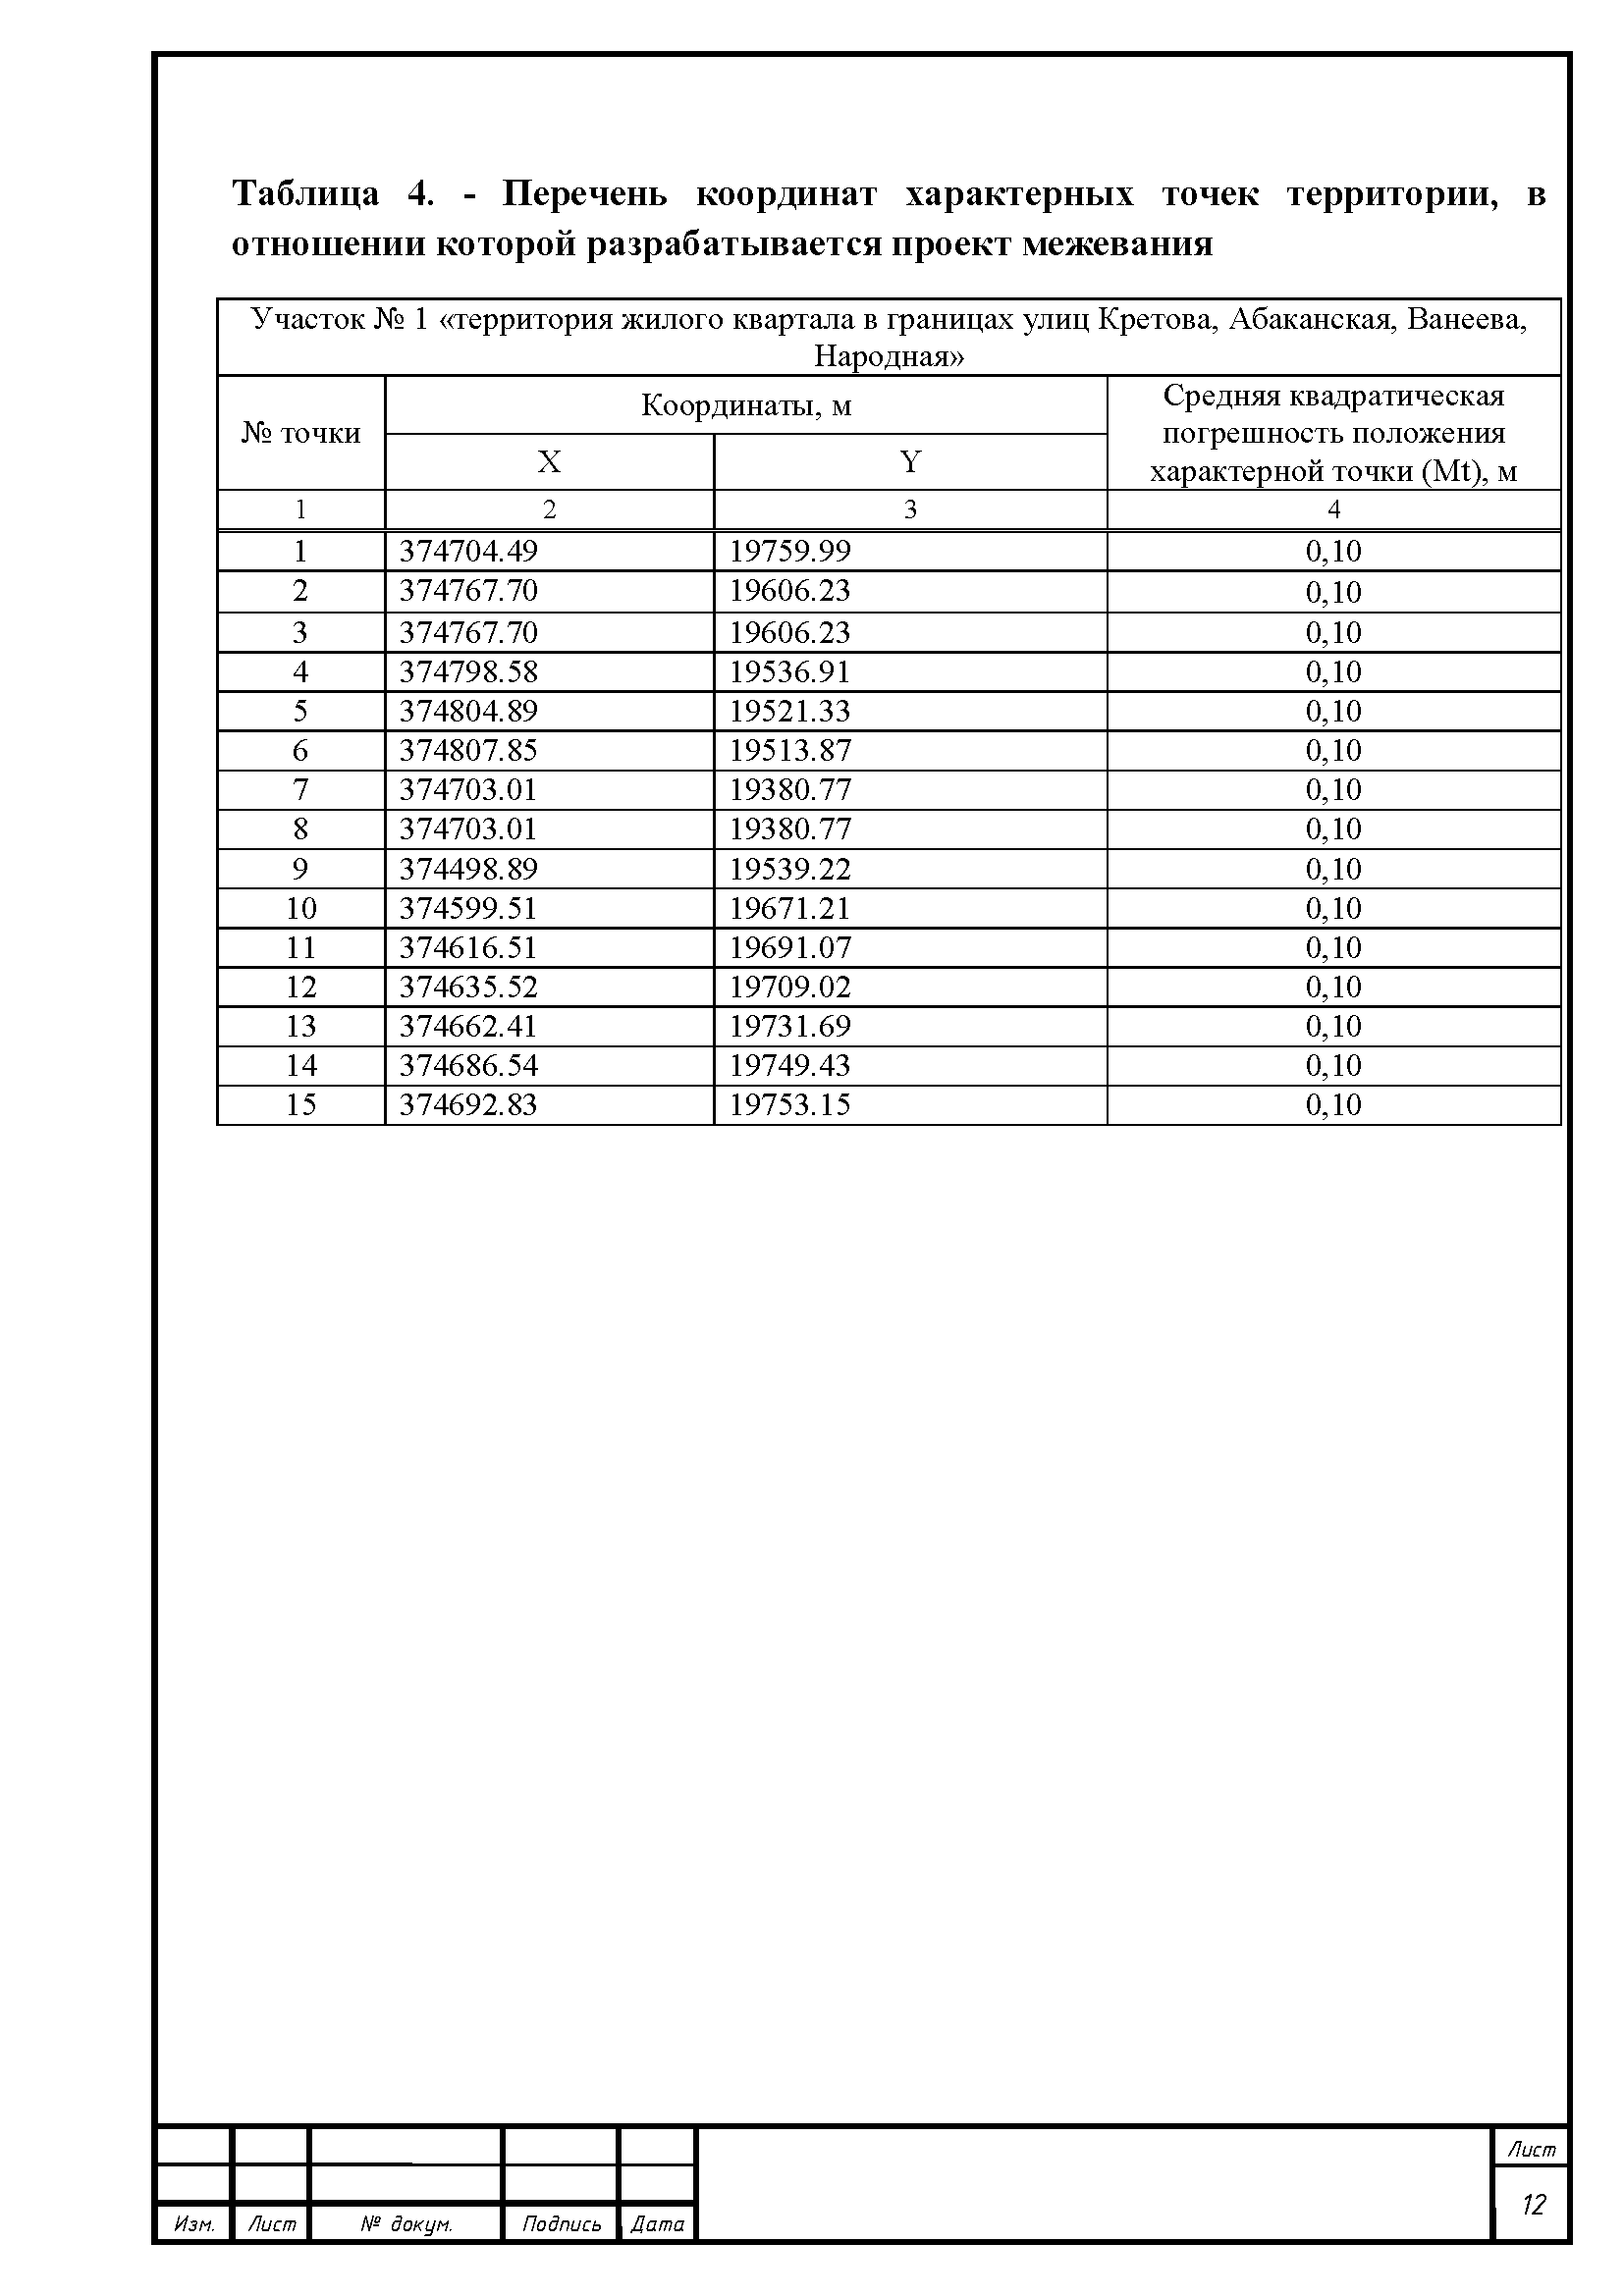 Таблица 4. - Перечень координат характерных точек территории, в
отношении которой разрабатывается проект межевания
Участок № 1 «территория жилого квартала в границах улиц Кретова, Абаканская, Ванеева,
Народная»
№ точки
Координаты, м
X
Y
Средняя квадратическая
погрешность положения
характерной точки (Mt), м
1 2 3 4
1 374704.49 19759.99 0,10
2 374767.70 19606.23 0,10
3 374767.70 19606.23 0,10
4 374798.58 19536.91 0,10
5 374804.89 19521.33 0,10
6 374807.85 19513.87 0,10
7 374703.01 19380.77 0,10
8 374703.01 19380.77 0,10
9 374498.89 19539.22 0,10
10 374599.51 19671.21 0,10
11 374616.51 19691.07 0,10
12 374635.52 19709.02 0,10
13 374662.41 19731.69 0,10
14 374686.54 19749.43 0,10
15 374692.83 19753.15 0,10
Лист
12
Изм. Лист № докум. Подпись Дата